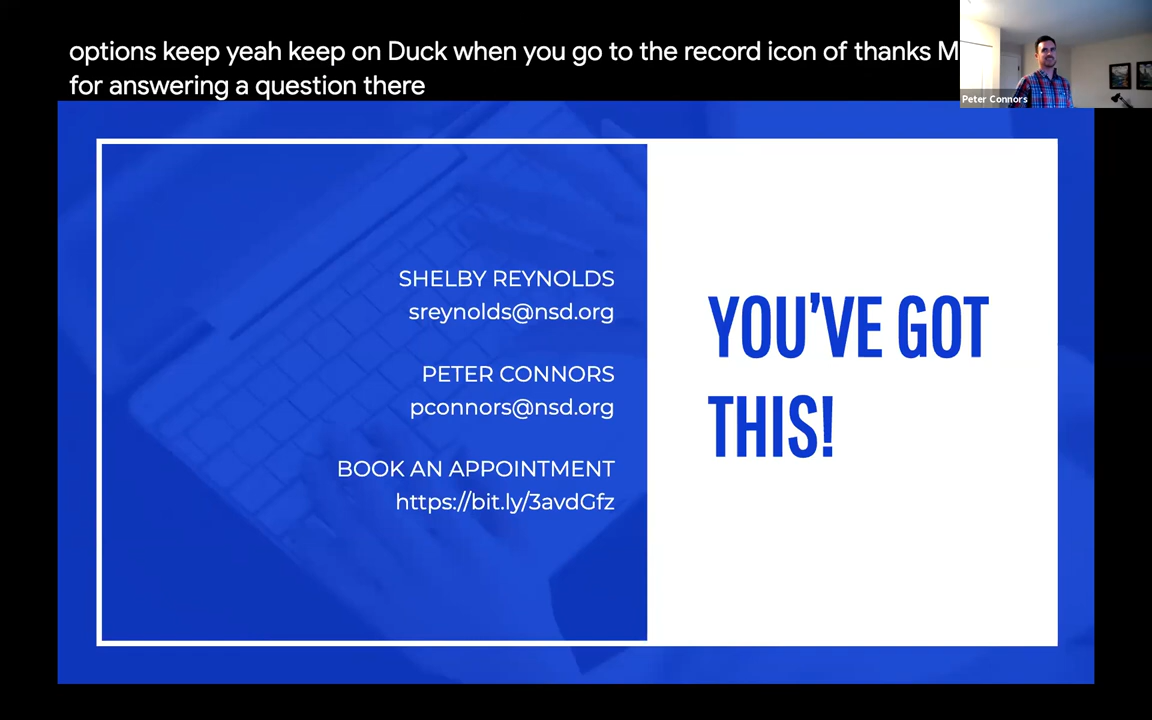 options keep yeah keep on Duck when you go to the record icon of thanks
for answering a question there
Peter Connors
SHELBY REYNOLDS
sreynolds@nsd.org
PETER CONNORS
pconnors@nsd.org
BOOK AN APPOINTMENT
https://bit.ly/3avdGfz
YOU'VE GOT
THIS!